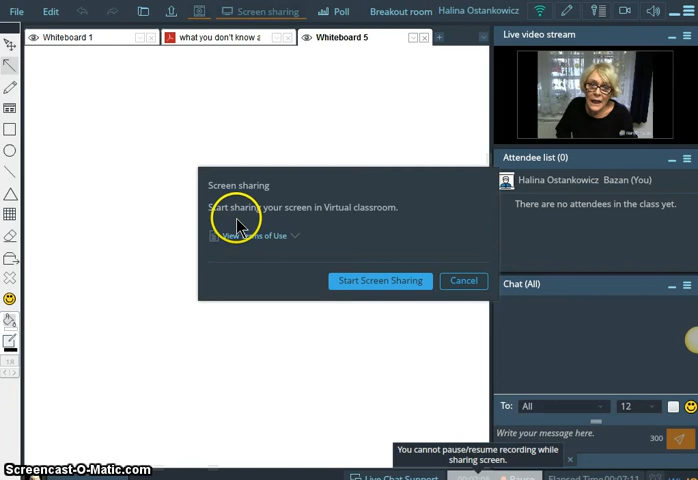 File Edit Screen sharing Poll Breakout room Halina Ostankowicz
Whiteboard 1 what you don't know a Whiteboard 5
Live video stream
Attendee list (0)
Halina Ostankowicz Bazan (You)
There are no attendees in the class yet.
Screen sharing
Start sharing your screen in Virtual classroom.
View Terms of Use
Start Screen Sharing Cancel
Chat (All)
18
To: All 12
Write your message here. 300
You cannot pause/resume recording while
sharing screen.
Screencast-O-Matic.com
Live Chat Support Pause Elapsed Time 00:07:11